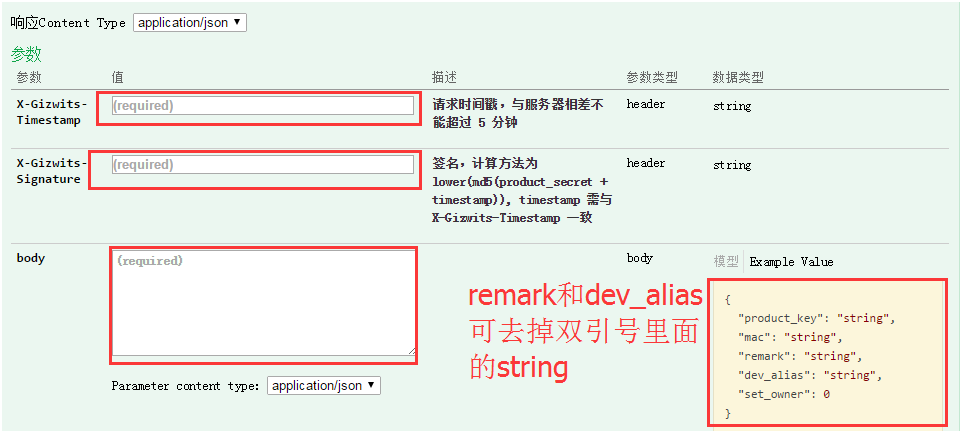 响应Content Type application/json
参数
参数 值 描述 参数类型 数据类型
X-Gizwits-
Timestamp
(required)
请求时间戳，与服务器相差不
能超过 5 分钟
header
string
X-Gizwits-
Signature
(required)
签名，计算方法为
lower(md5(product_secret +
timestamp)), timestamp 需与
X-Gizwits-Timestamp 一致
header
string
body
(required)
Parameter content type: application/json
body
模型 Example Value
{
"product_key": "string",
"mac": "string",
"remark": "string",
"dev_alias": "string",
"set_owner": 0
}
remark和dev_alias
可去掉双引号里面
的string